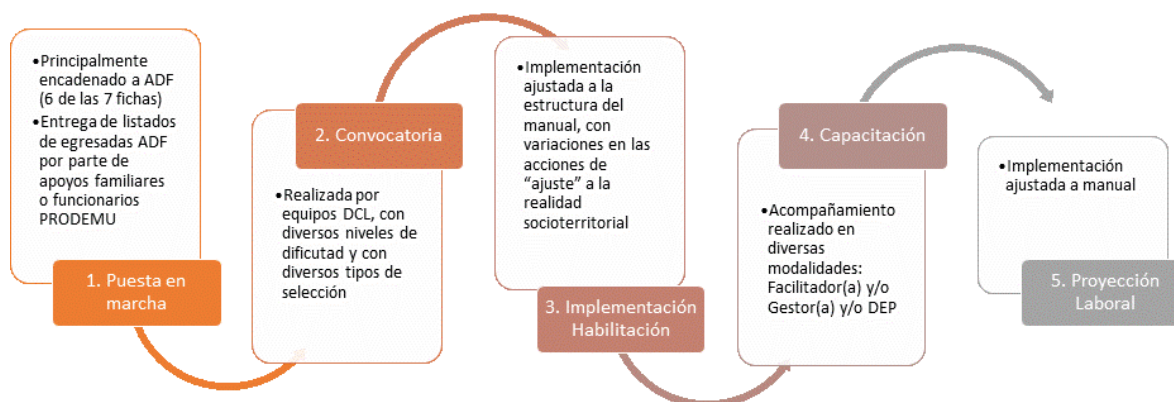 •Principalmente
encadenado a ADF
(6 de las 7 fichas)
•Entrega de listados
de egresadas ADF
por parte de
apoyos familiares
o funcionarios
PRODEMU
1. Puesta en
marcha
2. Convocatoria
•Realizada por
equipos DCL, con
diversos niveles de
dificutad y con
diversos tipos de
selección
•Implementación
ajustada a la
estructura del
manual, con
variaciones en las
acciones de
“ajuste” a la
realidad
socioterritorial
3. Implementación
Habilitación
4. Capacitación
•Acompañamiento
realizado en
diversas
modalidades:
Facilitador(a) y/o
Gestor(a) y/o DEP
•Implementación
ajustada a manual
5. Proyección
Laboral